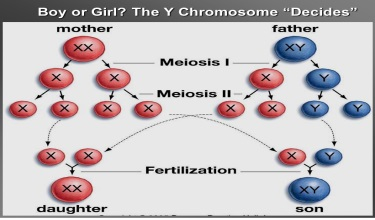 Boy or Girl? The Y Chromosome “Decides”
mother father
XX XY
Meiosis I
X X X Y
Meiosis II
X X X X X X Y Y
X X X Y
Fertilization
XX XY
daughter son